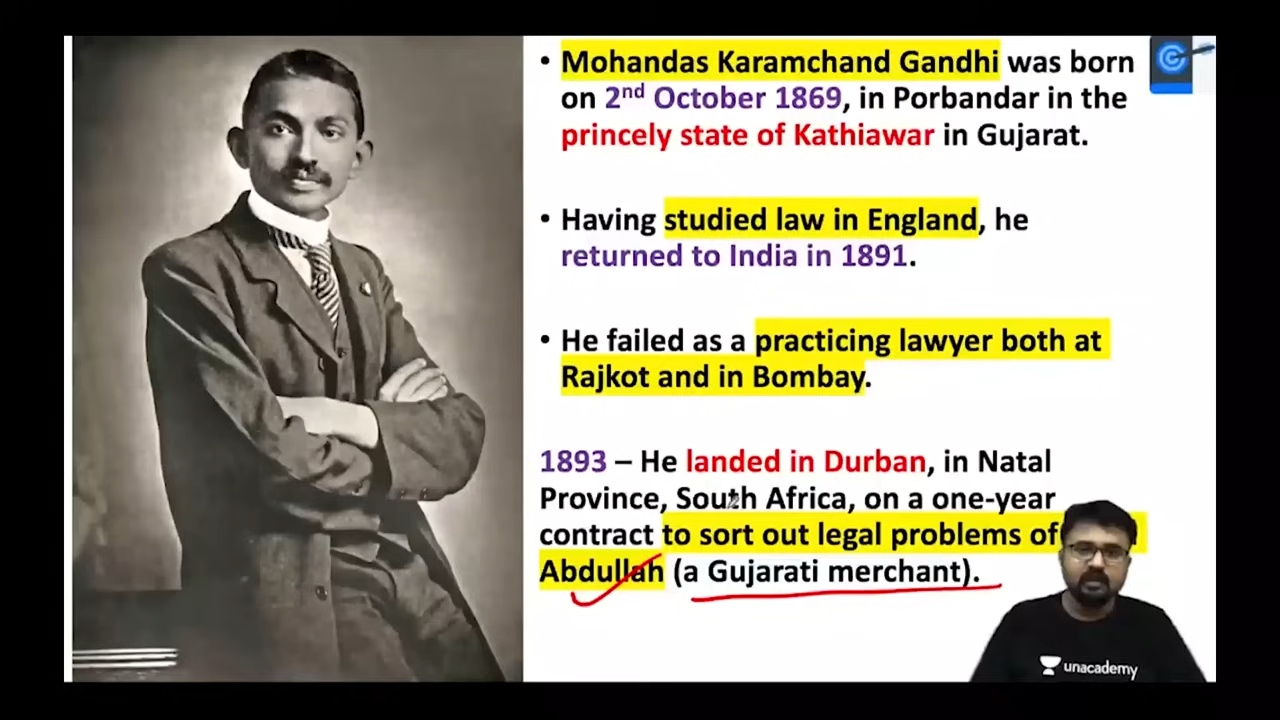 • Mohandas Karamchand Gandhi was born
on 2nd October 1869, in Porbandar in the
princely state of Kathiawar in Gujarat.
• Having studied law in England, he
returned to India in 1891.
• He failed as a practicing lawyer both at
Rajkot and in Bombay.
1893 – He landed in Durban, in Natal
Province, South Africa, on a one-year
contract to sort out legal problems of
Abdullah (a Gujarati merchant).
unacademy